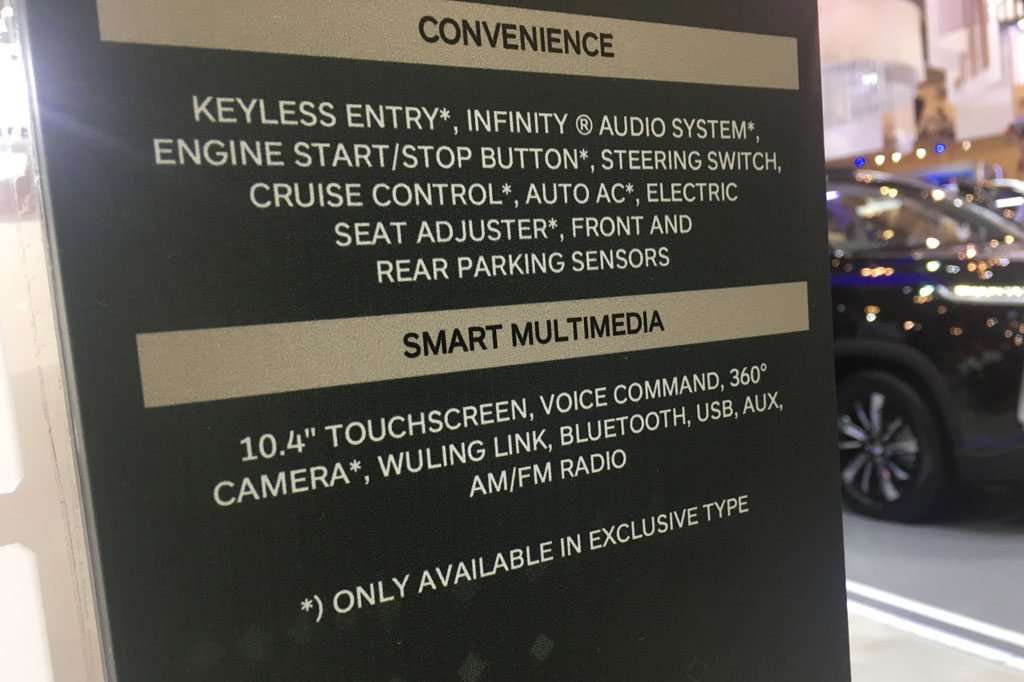 CONVENIENCE
KEYLESS ENTRY*, INFINITY ® AUDIO SYSTEM*,
ENGINE START/STOP BUTTON*, STEERING SWITCH,
CRUISE CONTROL*, AUTO AC*, ELECTRIC
SEAT ADJUSTER*, FRONT AND
REAR PARKING SENSORS
SMART MULTIMEDIA
10.4" TOUCHSCREEN, VOICE COMMAND, 360°
CAMERA*, WULING LINK, BLUETOOTH, USB, AUX,
AM/FM RADIO
*) ONLY AVAILABLE IN EXCLUSIVE TYPE